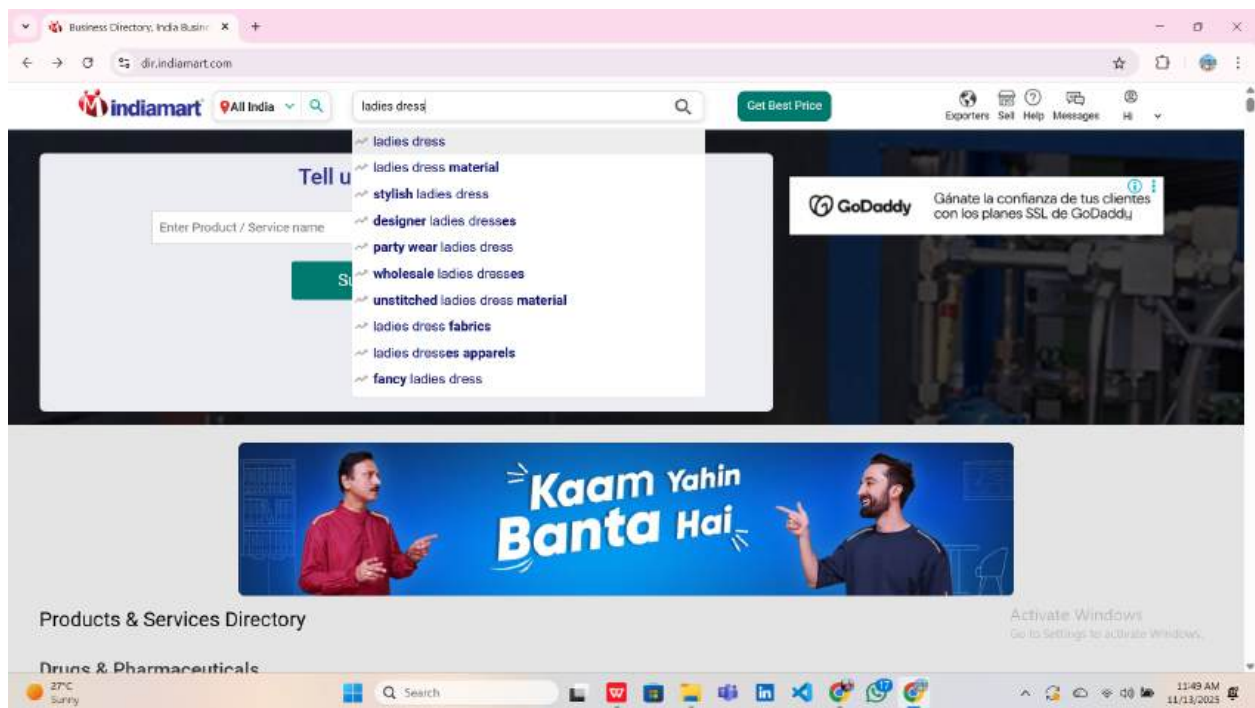 Business Directory, India Busin
dir.indiamart.com
indiamart
All India
ladies dress
Get Best Price
Exporters
Sell
Help
Messages
Hi
ladies dress
ladies dress material
stylish ladies dress
designer ladies dresses
party wear ladies dress
wholesale ladies dresses
unstitched ladies dress material
ladies dress fabrics
ladies dresses apparels
fancy ladies dress
Tell u
Enter Product / Service name
Su
GoDaddy
Gánate la confianza de tus clientes
con los planes SSL de GoDaddy
Kaam Yahin
Banta Hai
Products & Services Directory
Activate Windows
Go to Settings to activate Windows.
Drugs & Pharmaceuticals
27°C
Sunny
Search
17
11:49 AM
11/13/2025